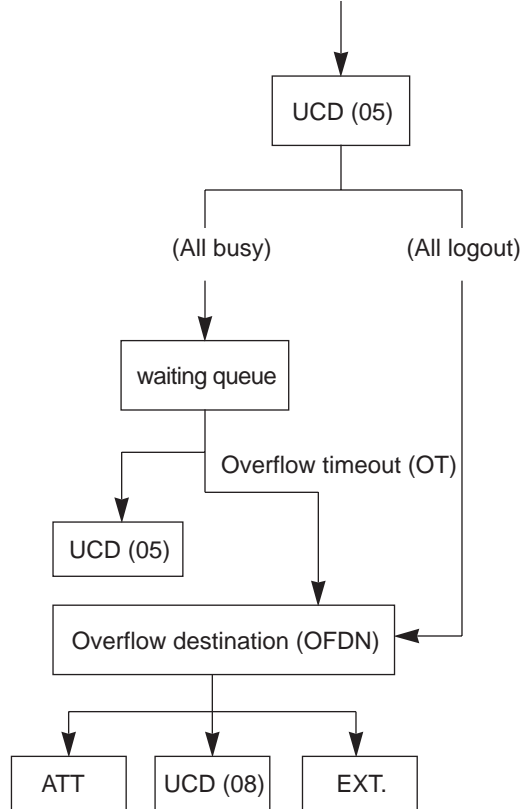 UCD (05)
(All busy)
(All logout)
waiting queue
Overflow timeout (OT)
UCD (05)
Overflow destination (OFDN)
ATT
UCD (08)
EXT.